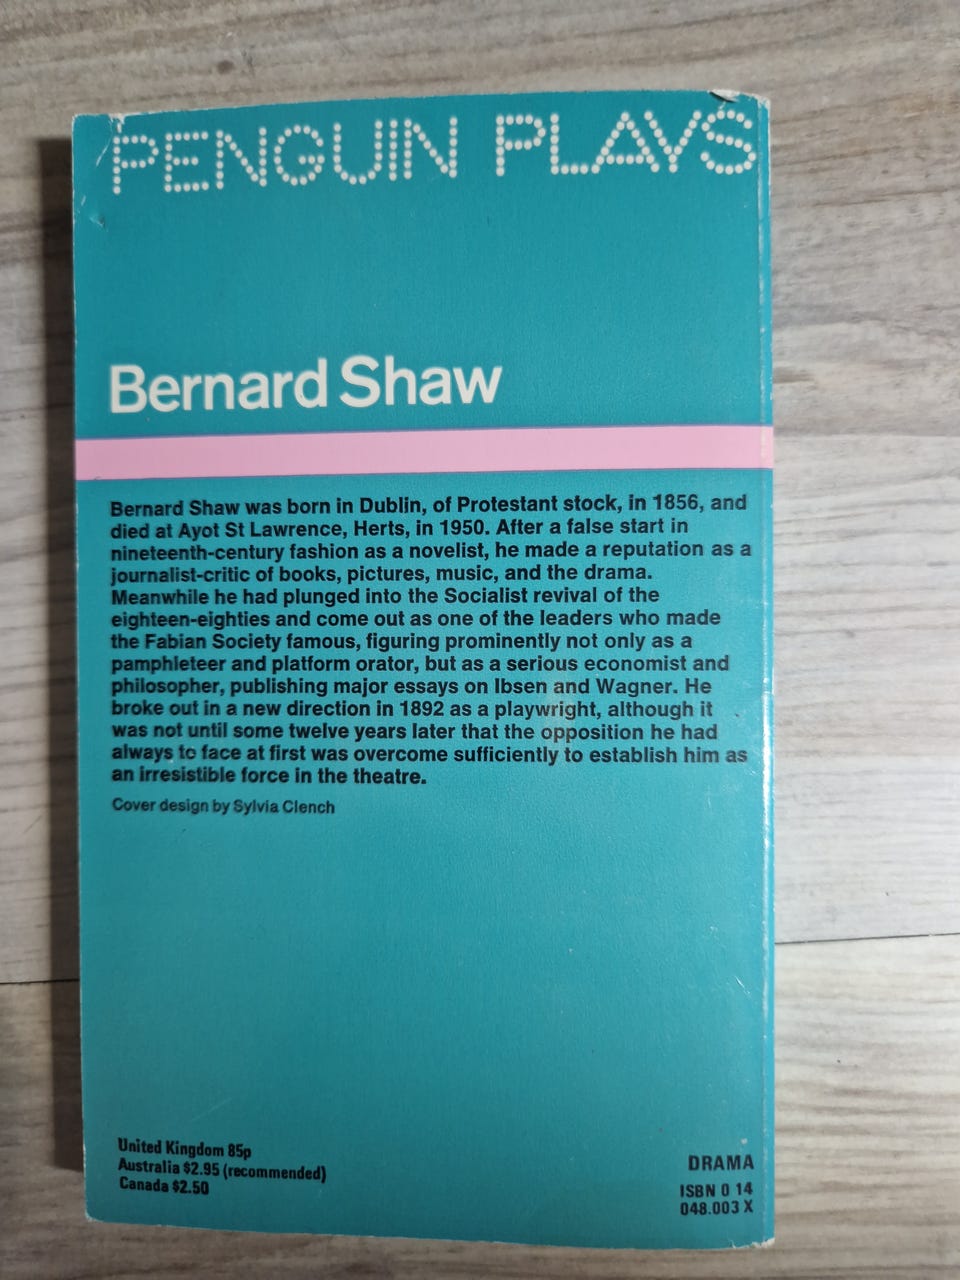 PENGUIN PLAYS
Bernard Shaw
Bernard Shaw was born in Dublin, of Protestant stock, in 1856, and
died at Ayot St Lawrence, Herts, in 1950. After a false start in
nineteenth-century fashion as a novelist, he made a reputation as a
journalist-critic of books, pictures, music, and the drama.
Meanwhile he had plunged into the Socialist revival of the
eighteen-eighties and come out as one of the leaders who made
the Fabian Society famous, figuring prominently not only as a
pamphleteer and platform orator, but as a serious economist and
philosopher, publishing major essays on Ibsen and Wagner. He
broke out in a new direction in 1892 as a playwright, although it
was not until some twelve years later that the opposition he had
always to face at first was overcome sufficiently to establish him as
an irresistible force in the theatre.
Cover design by Sylvia Clench
United Kingdom 85p
Australia $2.95 (recommended)
Canada $2.50
DRAMA
ISBN 0 14
048.003 X